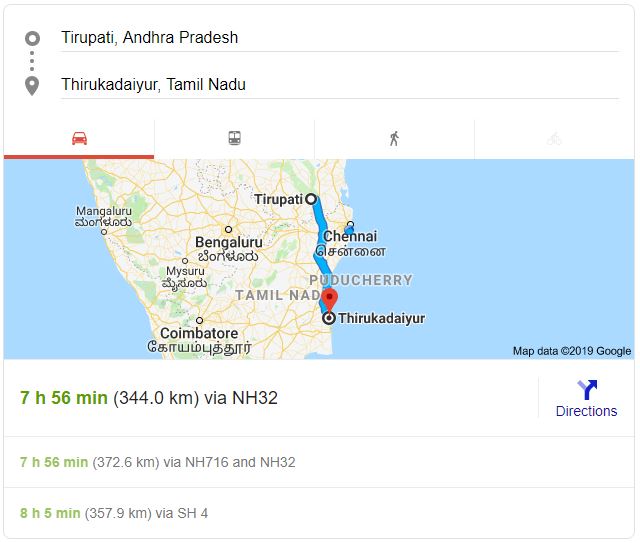 Tirupati, Andhra Pradesh
Thirukadaiyur, Tamil Nadu
Tirupati
Mangaluru
ಮಂಗಳೂರು
Bengaluru
ಬೆಂಗಳೂರು
Chennai
சென்னை
Mysuru
ಮೈಸೂರು
PUDUCHERRY
TAMIL NAD
Thirukadaiyur
Coimbatore
கோயம்புத்தூர்
Map data ©2019 Google
7 h 56 min (344.0 km) via NH32
Directions
7 h 56 min (372.6 km) via NH716 and NH32
8 h 5 min (357.9 km) via SH 4